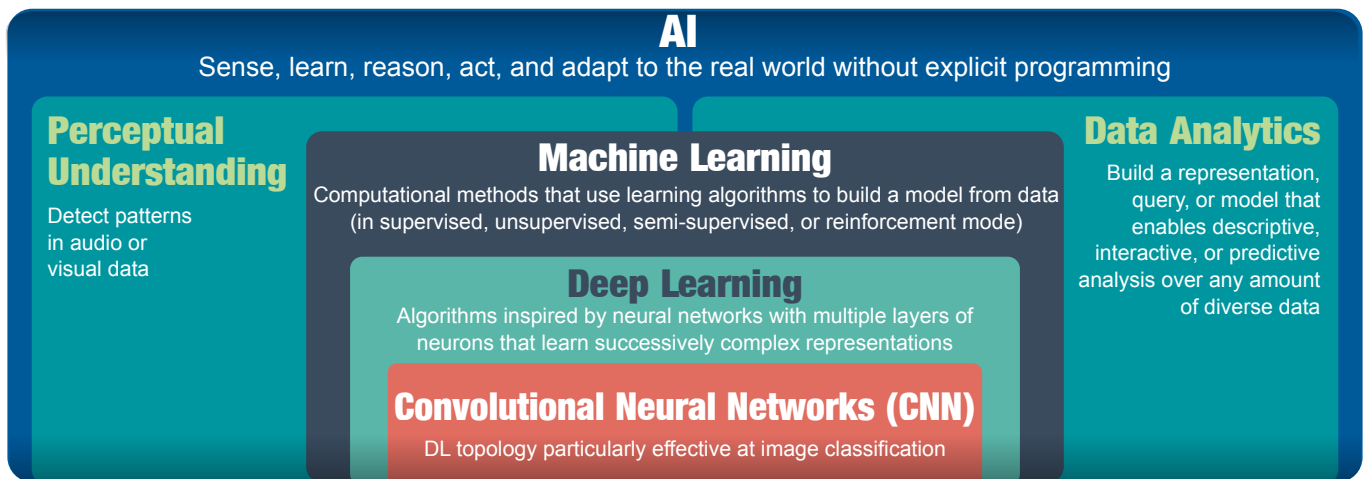 AI
Sense, learn, reason, act, and adapt to the real world without explicit programming
Perceptual
Understanding
Detect patterns
in audio or
visual data
Machine Learning
Computational methods that use learning algorithms to build a model from data
(in supervised, unsupervised, semi-supervised, or reinforcement mode)
Deep Learning
Algorithms inspired by neural networks with multiple layers of
neurons that learn successively complex representations
Convolutional Neural Networks (CNN)
DL topology particularly effective at image classification
Data Analytics
Build a representation,
query, or model that
enables descriptive,
interactive, or predictive
analysis over any amount
of diverse data